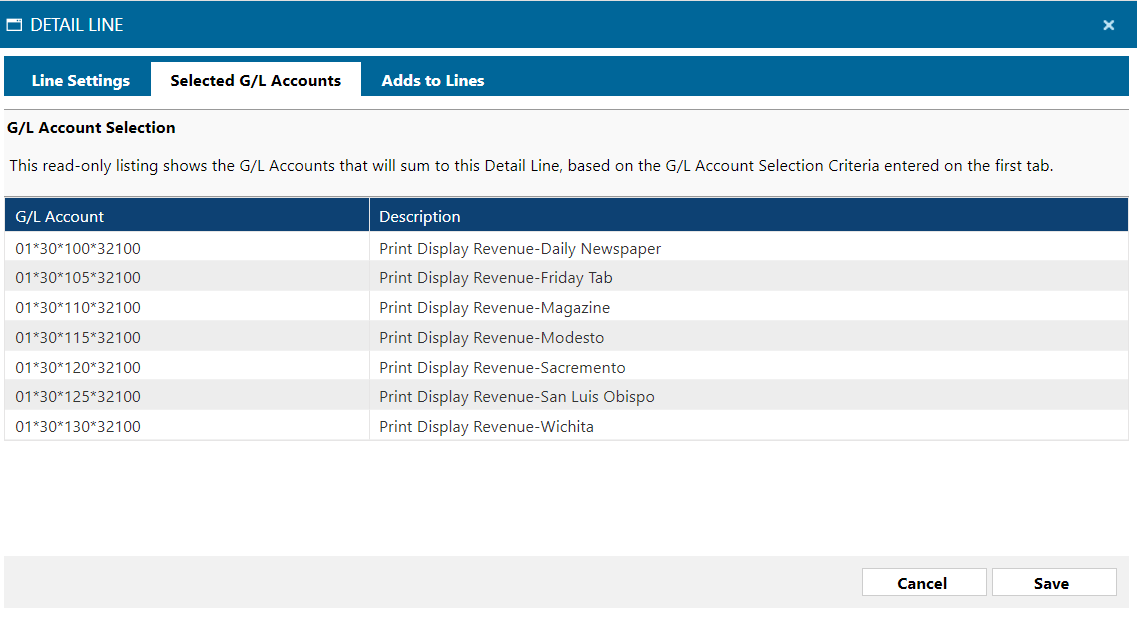 DETAIL LINE
Line Settings
Selected G/L Accounts
Adds to Lines
G/L Account Selection
This read-only listing shows the G/L Accounts that will sum to this Detail Line, based on the G/L Account Selection Criteria entered on the first tab.
G/L Account Description
01*30*100*32100 Print Display Revenue-Daily Newspaper
01*30*105*32100 Print Display Revenue-Friday Tab
01*30*110*32100 Print Display Revenue-Magazine
01*30*115*32100 Print Display Revenue-Modesto
01*30*120*32100 Print Display Revenue-Sacremento
01*30*125*32100 Print Display Revenue-San Luis Obispo
01*30*130*32100 Print Display Revenue-Wichita
Cancel Save